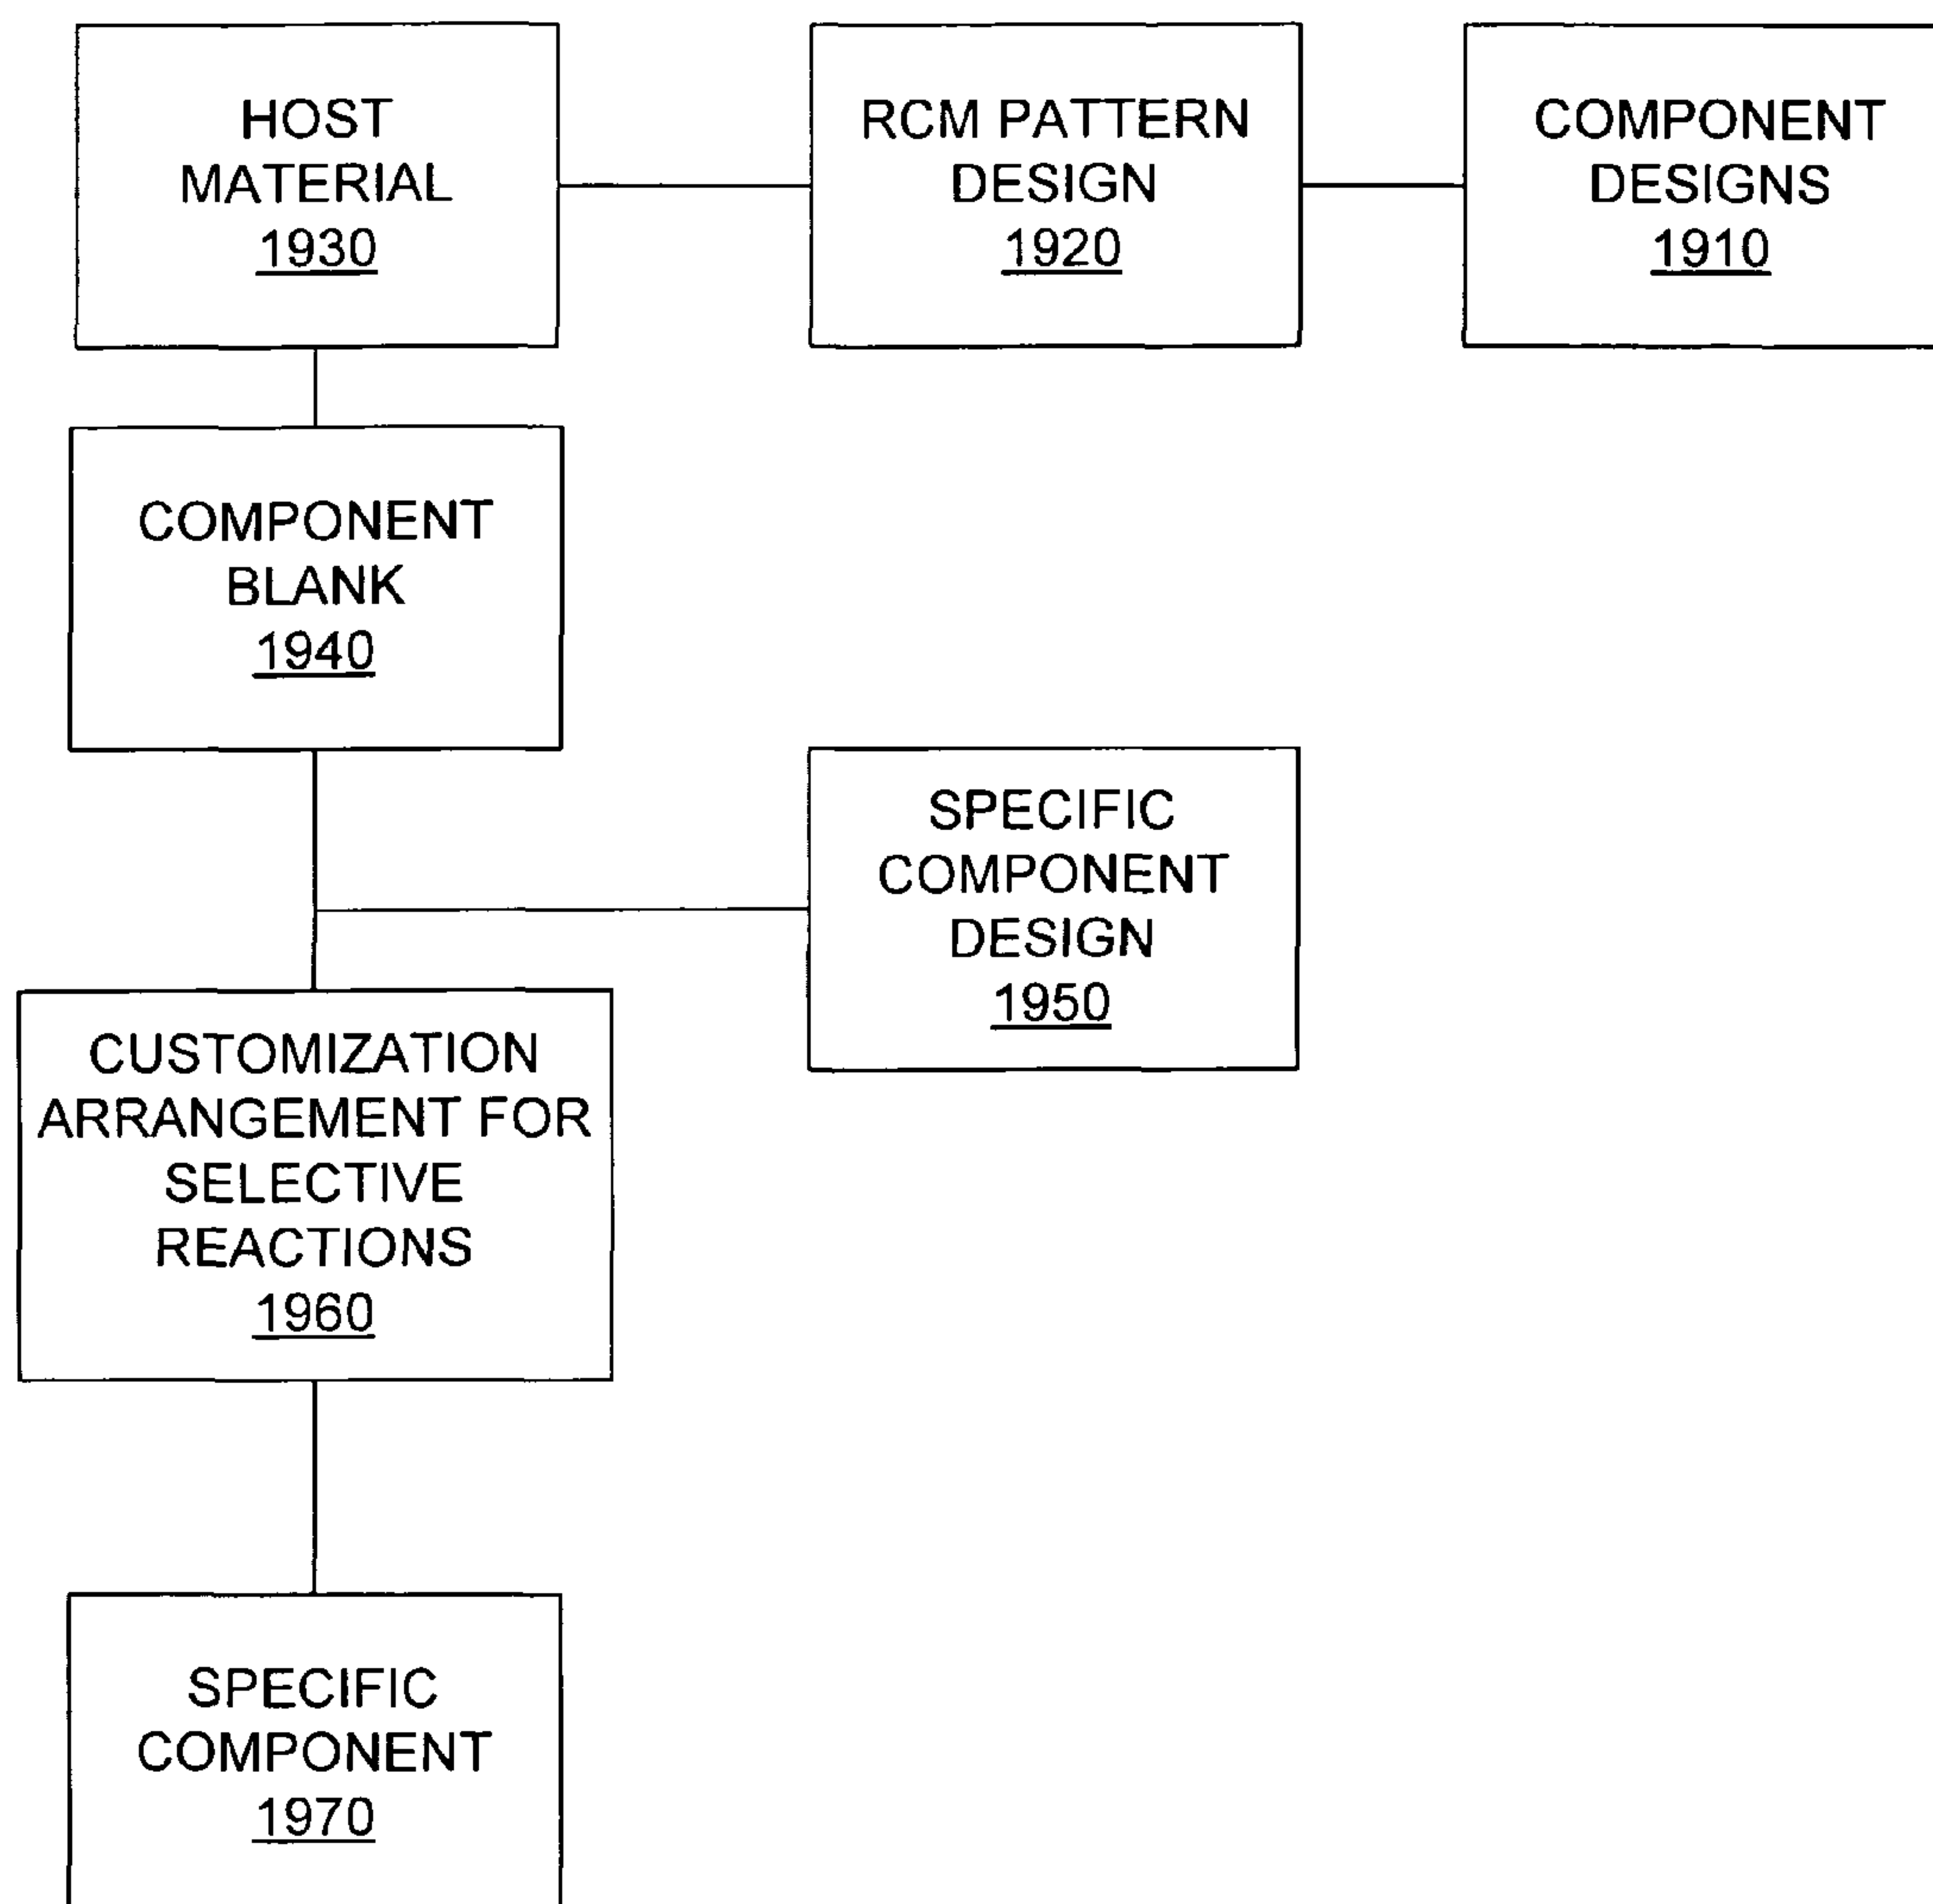 HOST
MATERIAL
1930
RCM PATTERN
DESIGN
1920
COMPONENT
DESIGNS
1910
COMPONENT
BLANK
1940
SPECIFIC
COMPONENT
DESIGN
1950
CUSTOMIZATION
ARRANGEMENT FOR
SELECTIVE
REACTIONS
1960
SPECIFIC
COMPONENT
1970